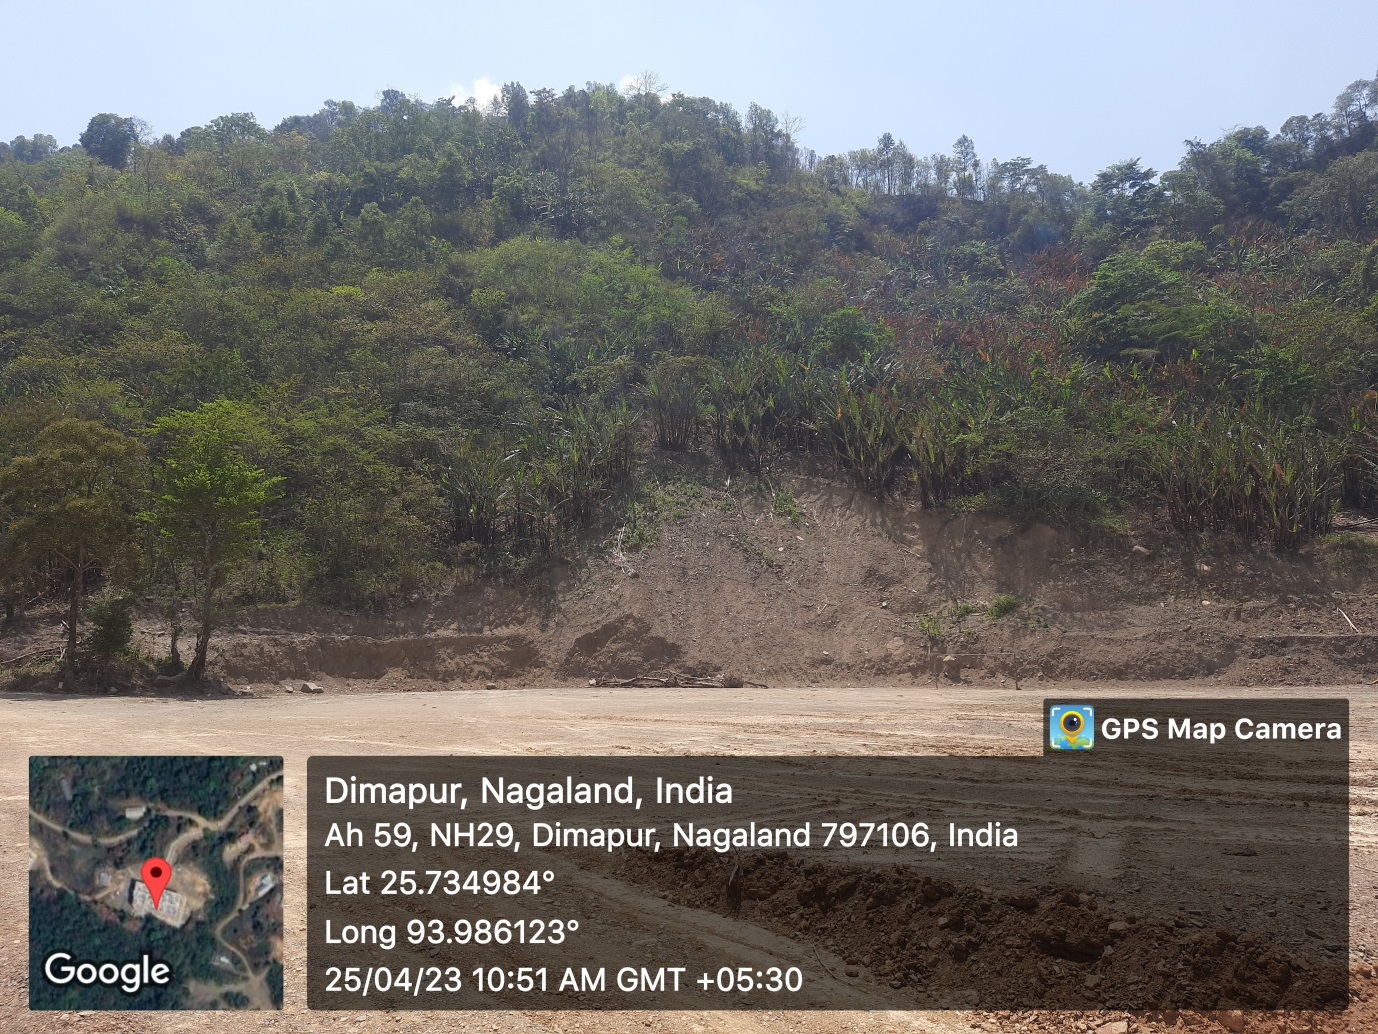 GPS Map Camera
Dimapur, Nagaland, India
Ah 59, NH29, Dimapur, Nagaland 797106, India
Lat 25.734984°
Long 93.986123°
25/04/23 10:51 AM GMT +05:30
Google